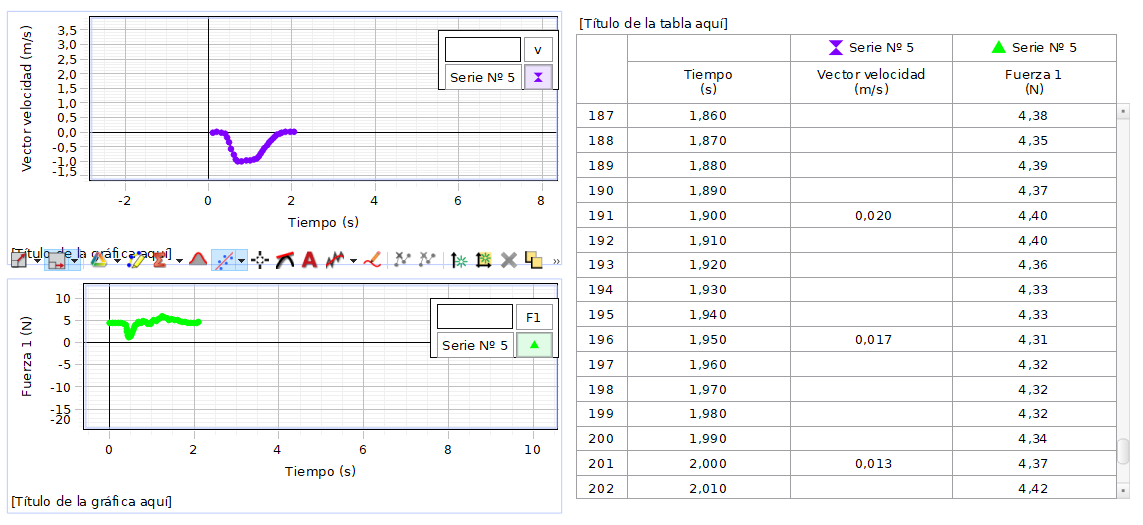 Vector velocidad (m/s)
3,5
3,0
2,5
2,0
1,5
1,0
0,5
0,0
-0,5
-1,0
-1,5
v
Serie Nº 5
-2 0 2 4 6 8
Tiempo (s)
[Título de la gráfica aquí]
Fuerza 1 (N)
10
5
0
-5
-10
-15
-20
F1
Serie Nº 5
0 2 4 6 8 10
Tiempo (s)
[Título de la gráfica aquí]
[Título de la tabla aquí]
Serie Nº 5 Serie Nº 5
Tiempo (s) Vector velocidad (m/s) Fuerza 1 (N)
187 1,860 4,38
188 1,870 4,35
189 1,880 4,39
190 1,890 4,37
191 1,900 0,020 4,40
192 1,910 4,40
193 1,920 4,36
194 1,930 4,33
195 1,940 4,33
196 1,950 0,017 4,31
197 1,960 4,32
198 1,970 4,32
199 1,980 4,32
200 1,990 4,34
201 2,000 0,013 4,37
202 2,010 4,42